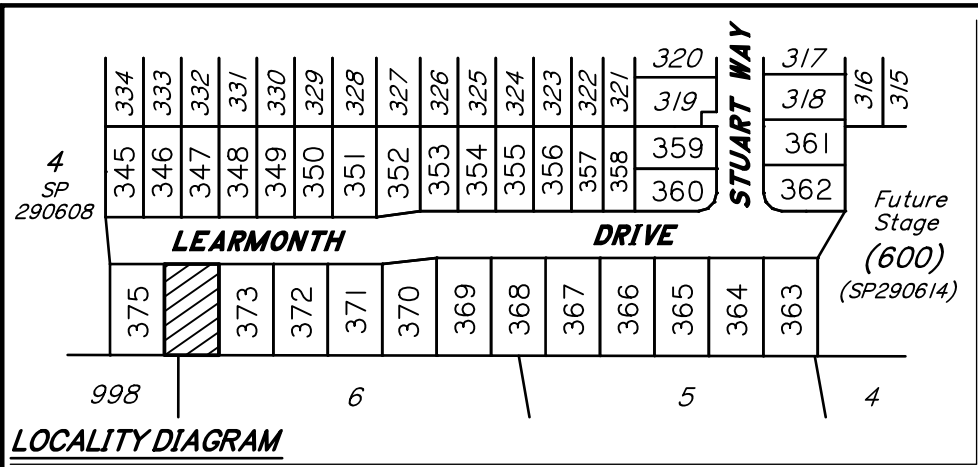 320 STUART WAY 317
334 333 332 331 330 329 328 327 326 325 324 323 322 321 319 318 316 315
4
SP
290608
345 346 347 348 349 350 351 352 353 354 355 356 357 358 359 361
360 362
Future
Stage
(600)
(SP290614)
LEARMONTH DRIVE
375 373 372 371 370 369 368 367 366 365 364 363
998 6 5 4
LOCALITY DIAGRAM